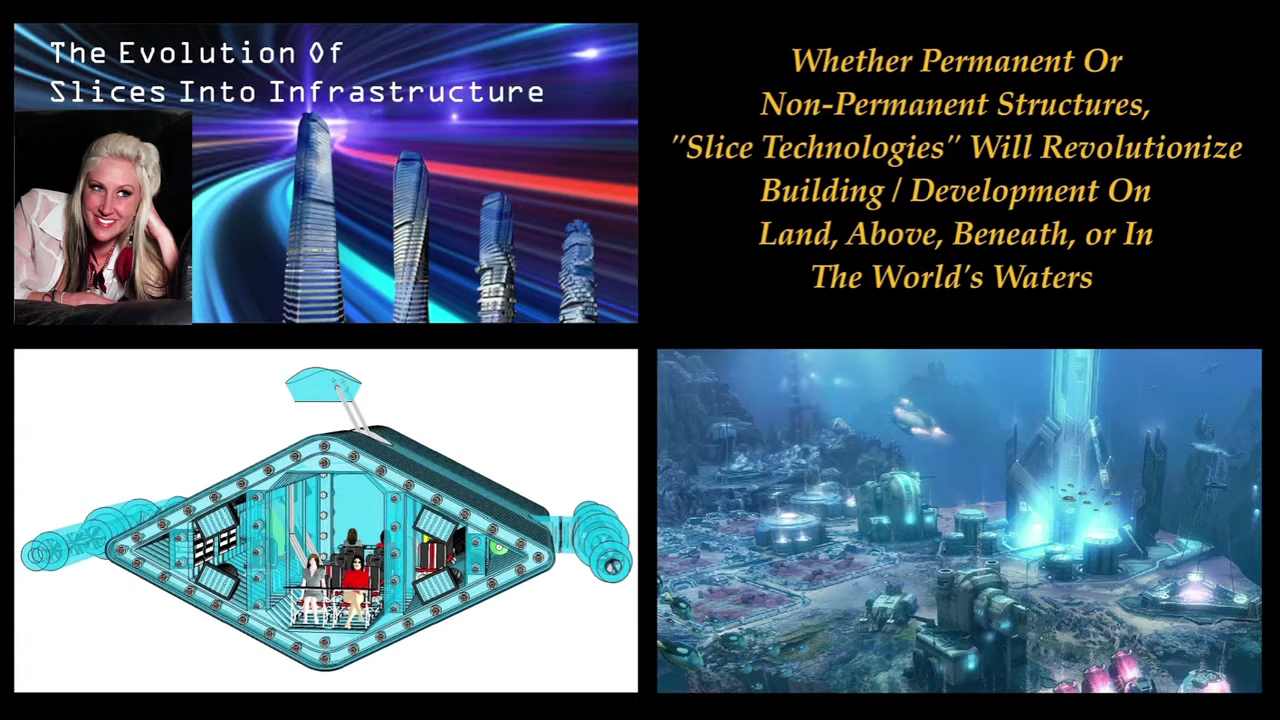 The Evolution Of
Slices Into Infrastructure
Whether Permanent Or
Non-Permanent Structures,
"Slice Technologies" Will Revolutionize
Building / Development On
Land, Above, Beneath, or In
The World's Waters